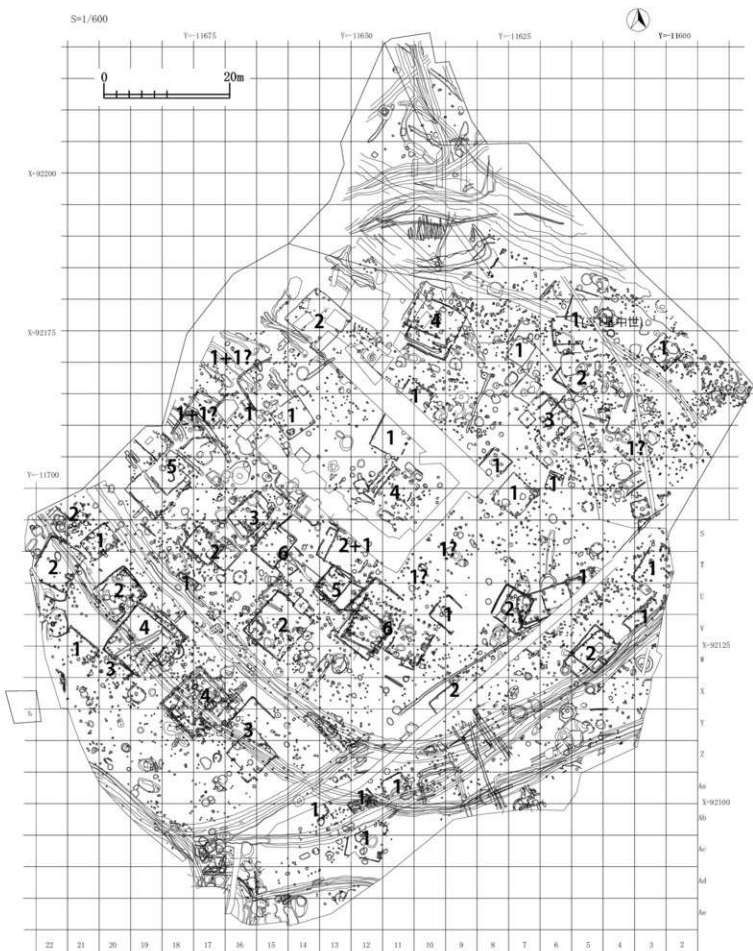 S=1/600
Y=-11675
Y=-11650
Y=-11625
Y=-11600
0
20m
X=92200
2
4
1
X=92175
1+1?
1
1
2
1+1?
1
1
1
3
1
1?
5
1
1
1
Y=-11700
4
2
3
S
1
2
6
2+1
1?
2
T
2
1
5
1?
1
1
U
4
2
6
1
2
1
V
1
X=92125
3
2
W
4
2
X
3
Y
Z
1
Aa
1
1
X=92100
Ab
1
Ac
Ad
Ae
22
21
20
19
18
17
16
15
14
13
12
11
10
9
8
7
6
5
4
3
2